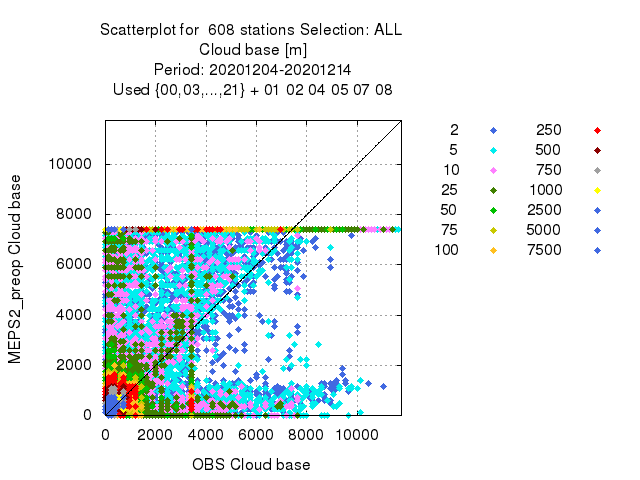 Scatterplot for 608 stations Selection: ALL
Cloud base [m]
Period: 20201204-20201214
Used {00,03,...,21} + 01 02 04 05 07 08
2 250
5 500
10 750
25 1000
50 2500
75 5000
100 7500
MEPS2_preop Cloud base
10000
8000
6000
4000
2000
0
0 2000 4000 6000 8000 10000
OBS Cloud base